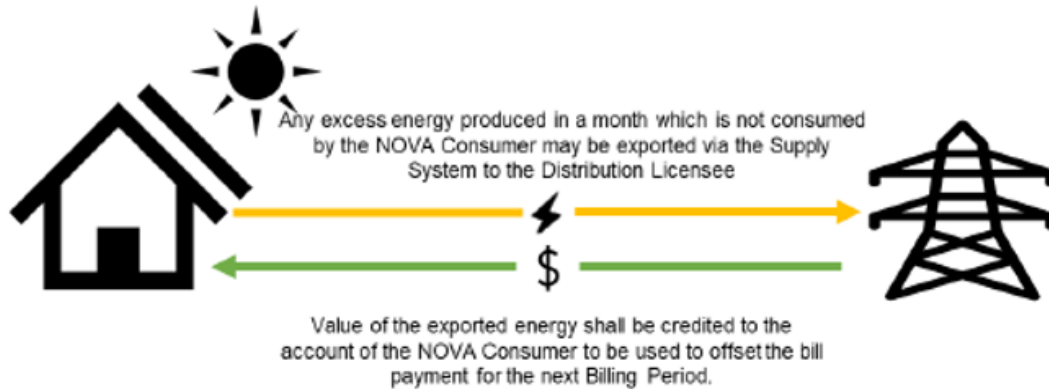 Any excess energy produced in a month which is not consumed
by the NOVA Consumer may be exported via the Supply
System to the Distribution Licensee
$
Value of the exported energy shall be credited to the
account of the NOVA Consumer to be used to offset the bill
payment for the next Billing Period.